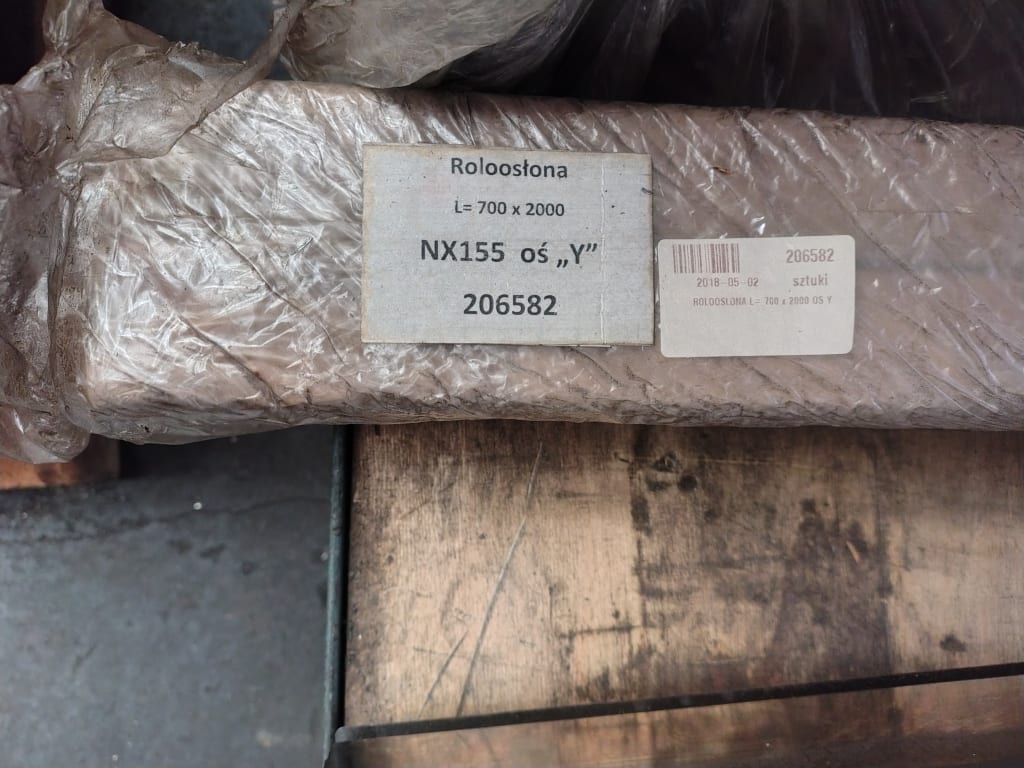 Roloosłona
L= 700 x 2000
NX155 oś „Y”
206582
206582
2018-05-02 sztuki
ROLOOSLONA L= 700 x 2000 OS Y